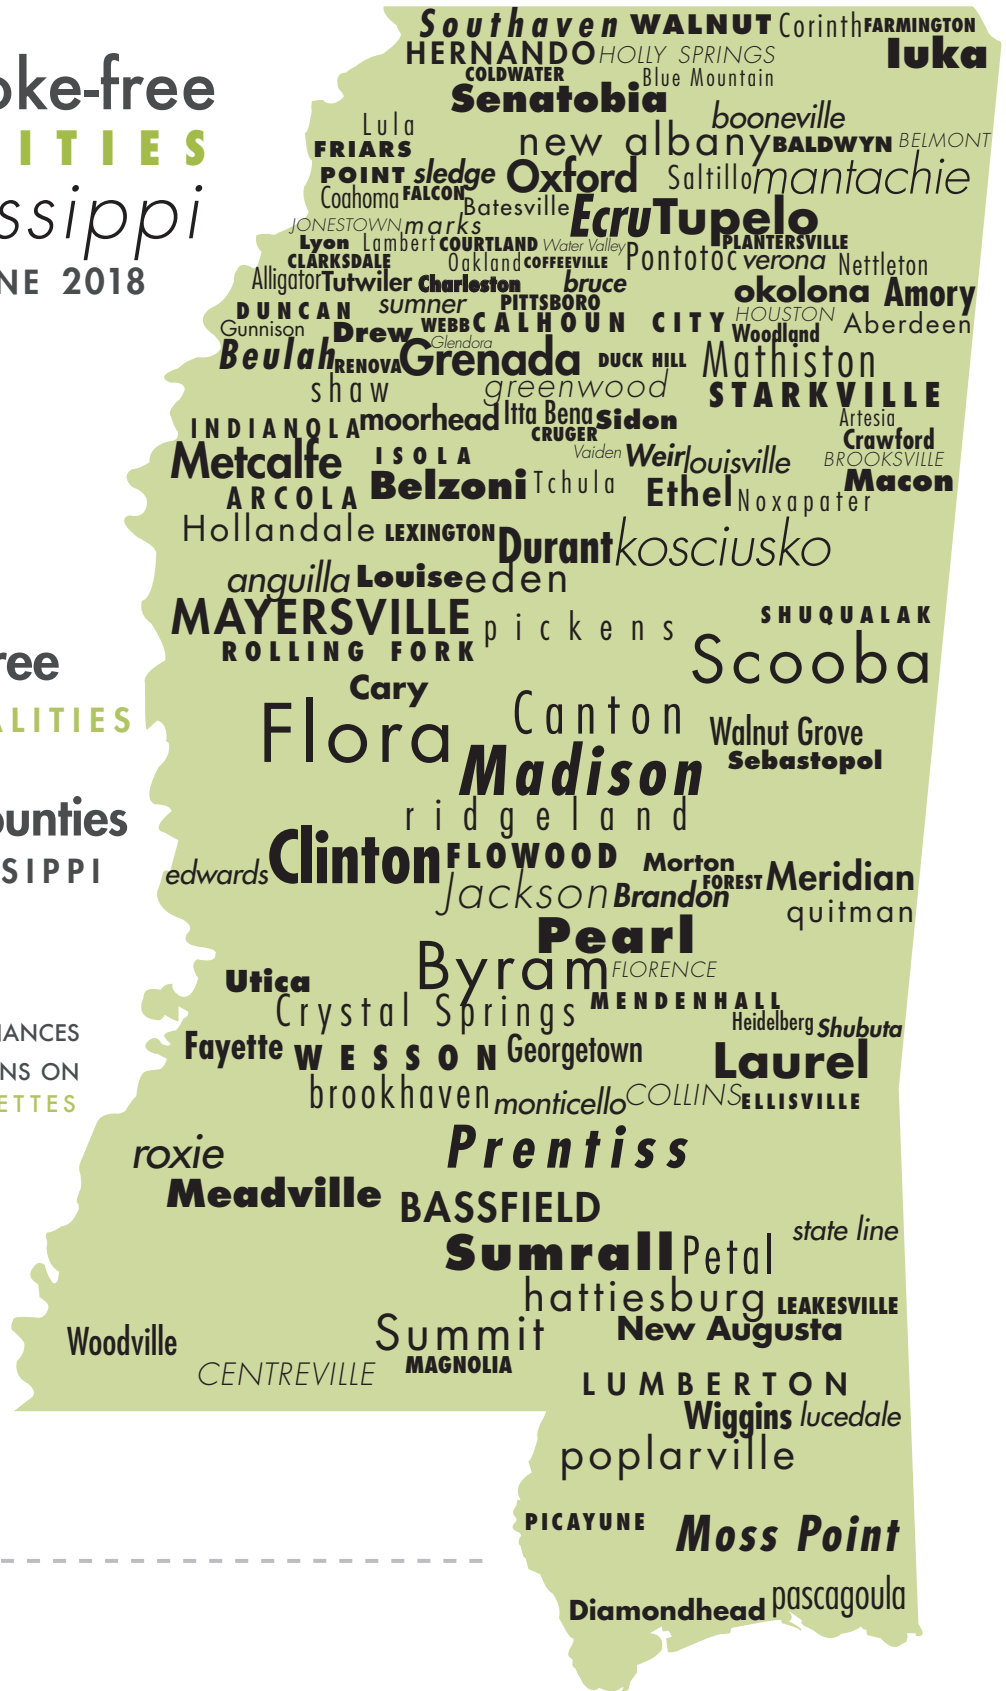 Southaven WALNUT Corinth FARMINGTON
HERNANDO HOLLY SPRINGS Iuka
COLDWATER Blue Mountain
oke-free
Senatobia
Lula booneville
ITIES
FRIARS new albany BALDWYN BELMONT
POINT sledge Oxford Saltillo mantachie
Coahoma FALCON Batesville
ssippi
JONESTOWN marks Ecru Tupelo
Lyon Lambert COURTLAND Water Valley PLANTERSVILLE
CLARKSDALE Oakland COFFEEVILLE Pontotoc verona Nettleton
NE 2018
Alligator Tutwiler Charleston bruce okolona Amory
DUNCAN sumner PITTSBORO HOUSTON
Gunnison Drew WEBB CALHOUN CITY Woodland Aberdeen
Glendora
Beulah RENOVA Grenada DUCK HILL Mathiston
shaw greenwood STARKVILLE
INDIANOLA moorhead Itta Bena Sidon Artesia
CRUGER Crawford
Metcalfe ISOLA Vaiden Weir louisville BROOKSVILLE
ARCOLA Belzoni Tchula Ethel Noxapater Macon
Hollandale LEXINGTON Durant kosciusko
anguilla Louise eden
MAYERSVILLE pickens SHUQUALAK
ROLLING FORK Scooba
ree
Cary
ALITIES
Flora Canton Walnut Grove
Madison Sebastopol
ridgeland
ounties
edwards Clinton FLOWOOD Morton
SIPPI
Jackson Brandon FOREST Meridian
quitman
Pearl
Byram FLORENCE
Utica
Crystal Springs MENDENHALL
Heidelberg Shubuta
NANCES
Fayette WESSON Georgetown Laurel
NS ON
brookhaven monticello COLLINS ELLISVILLE
ETTES
roxie Prentiss
Meadville BASSFIELD
state line
Sumrall Petal
hattiesburg LEAKESVILLE
Woodville Summit New Augusta
CENTREVILLE MAGNOLIA
LUMBERTON
Wiggins lucedale
poplarville
PICAYUNE Moss Point
Diamondhead pascagoula